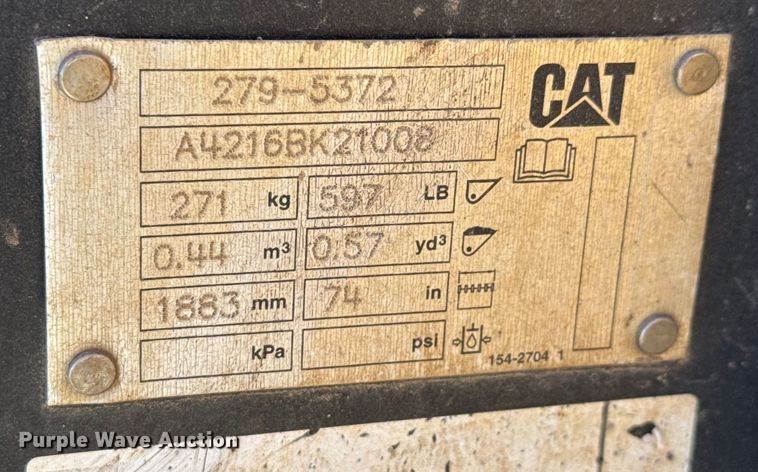 279-5372
CAT
A4216BK21008
271 kg 597 LB
0.44 m³ 0.57 yd³
1883 mm 74 in
kPa psi
154-2704 1
Purple Wave Auction